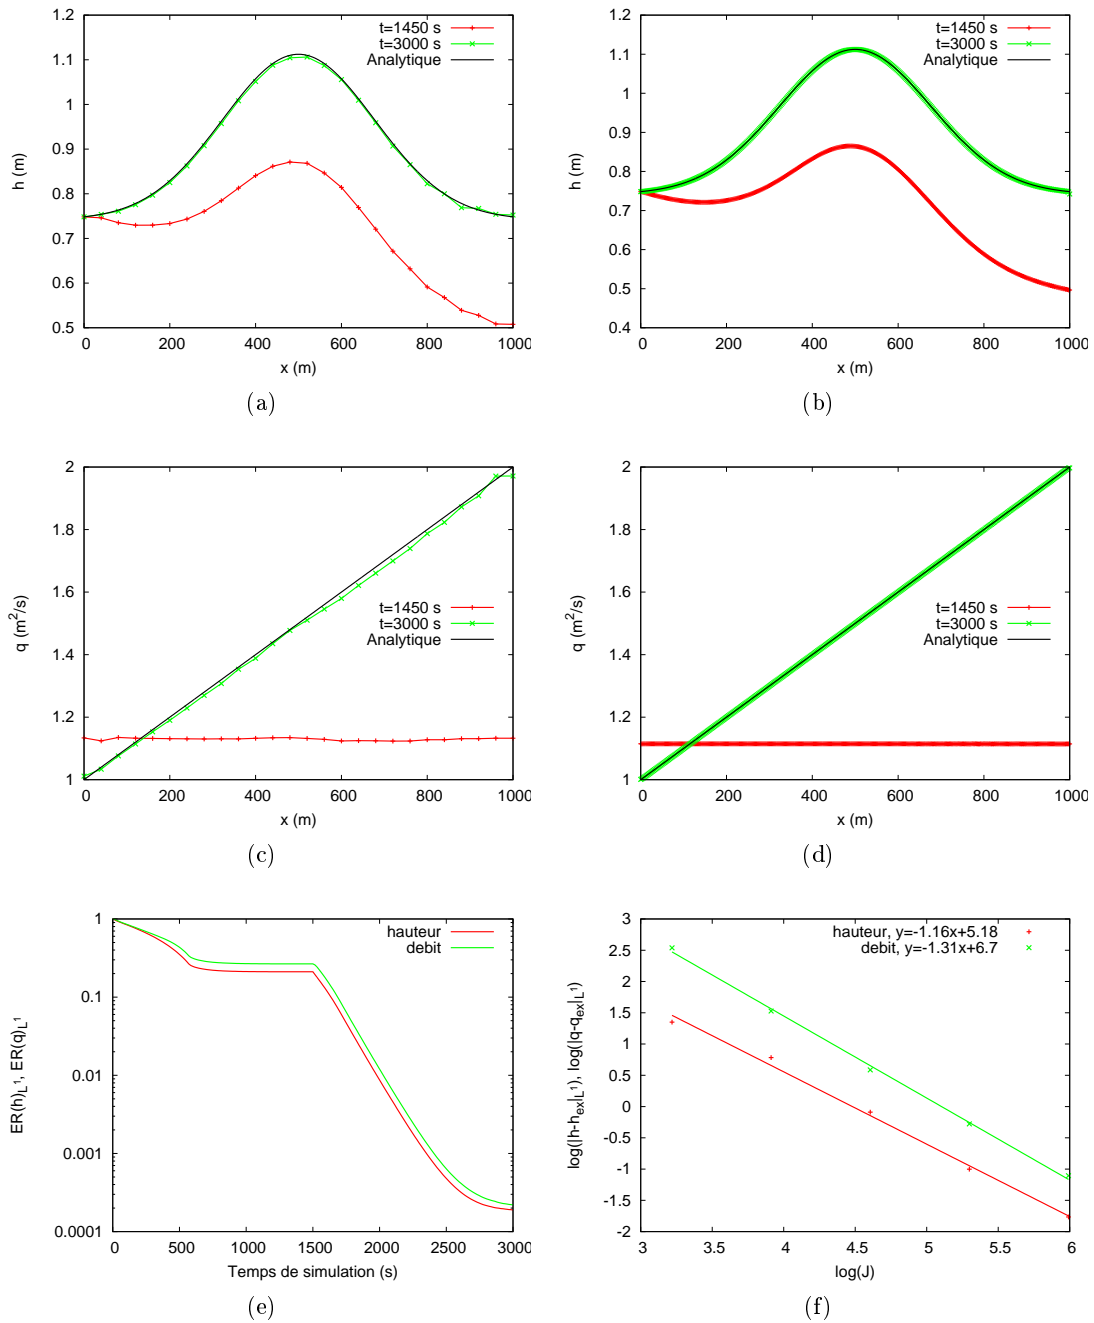 1.2
1.1
1
0.9
0.8
0.7
0.6
0.5
h (m)
0 200 400 600 800 1000
x (m)
t=1450 s
t=3000 s
Analytique
(a)
1.2
1.1
1
0.9
0.8
0.7
0.6
0.5
0.4
h (m)
0 200 400 600 800 1000
x (m)
t=1450 s
t=3000 s
Analytique
(b)
2
1.8
1.6
1.4
1.2
1
q (m²/s)
0 200 400 600 800 1000
x (m)
t=1450 s
t=3000 s
Analytique
(c)
2
1.8
1.6
1.4
1.2
1
q (m²/s)
0 200 400 600 800 1000
x (m)
t=1450 s
t=3000 s
Analytique
(d)
1
0.1
0.01
0.001
0.0001
ER(h)_L¹, ER(q)_L¹
0 500 1000 1500 2000 2500 3000
Temps de simulation (s)
hauteur
debit
(e)
3
2.5
2
1.5
1
0.5
0
-0.5
-1
-1.5
-2
log(|h-h_ex|_L¹), log(|q-q_ex|_L¹)
3 3.5 4 4.5 5 5.5 6
log(J)
hauteur, y=-1.16x+5.18
debit, y=-1.31x+6.7
(f)